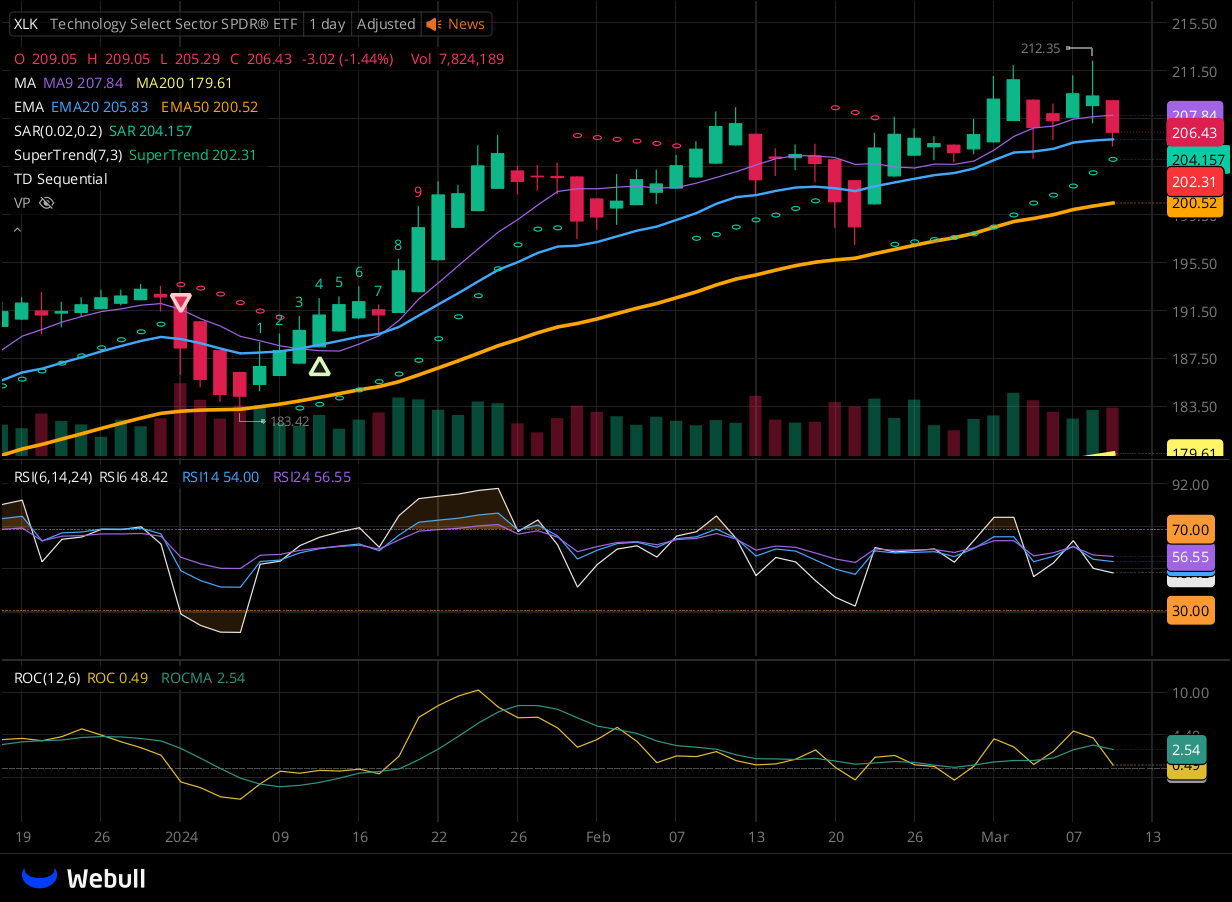 XLK Technology Select Sector SPDR® ETF 1 day Adjusted News
O 209.05 H 209.05 L 205.29 C 206.43 -3.02 (-1.44%) Vol 7,824,189
MA MA9 207.84 MA200 179.61
EMA EMA20 205.83 EMA50 200.52
SAR(0.02,0.2) SAR 204.157
SuperTrend(7,3) SuperTrend 202.31
TD Sequential
VP
212.35
9
8
1 2 3 4 5 6 7
183.42
215.50
211.50
207.84
206.43
204.157
202.31
200.52
199.50
195.50
191.50
187.50
183.50
179.61
RSI(6,14,24) RSI6 48.42 RSI14 54.00 RSI24 56.55
92.00
70.00
56.55
30.00
ROC(12,6) ROC 0.49 ROCMA 2.54
10.00
2.54
0.49
19 26 2024 09 16 22 26 Feb 07 13 20 26 Mar 07 13
Webull